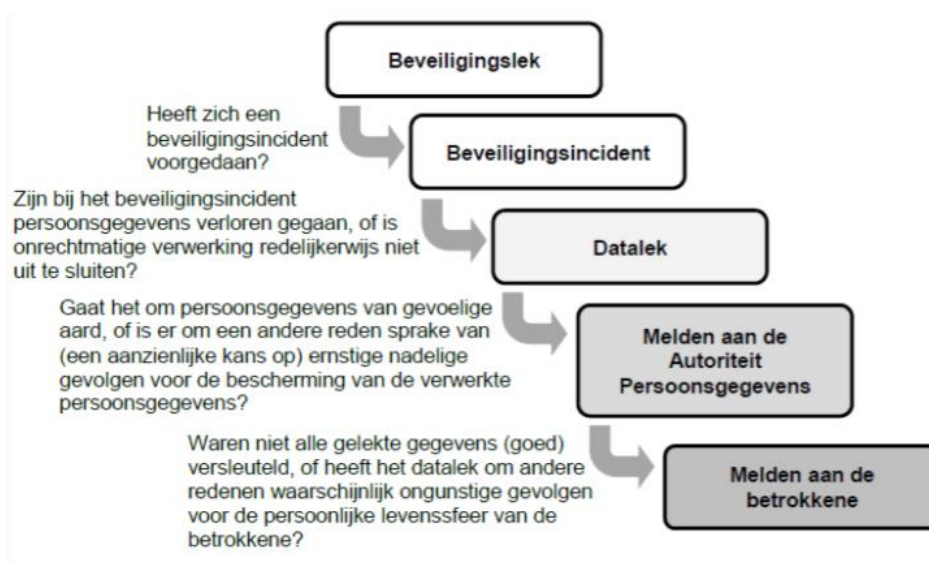 Beveiligingslek
Heeft zich een
beveiligingsincident
voorgedaan?
Beveiligingsincident
Zijn bij het beveiligingsincident
persoonsgegevens verloren gegaan, of is
onrechtmatige verwerking redelijkerwijs niet
uit te sluiten?
Datalek
Gaat het om persoonsgegevens van gevoelige
aard, of is er om een andere reden sprake van
(een aanzienlijke kans op) ernstige nadelige
gevolgen voor de bescherming van de verwerkte
persoonsgegevens?
Melden aan de
Autoriteit
Persoonsgegevens
Waren niet alle gelekte gegevens (goed)
versleuteld, of heeft het datalek om andere
redenen waarschijnlijk ongunstige gevolgen
voor de persoonlijke levenssfeer van de
betrokkene?
Melden aan de
betrokkene